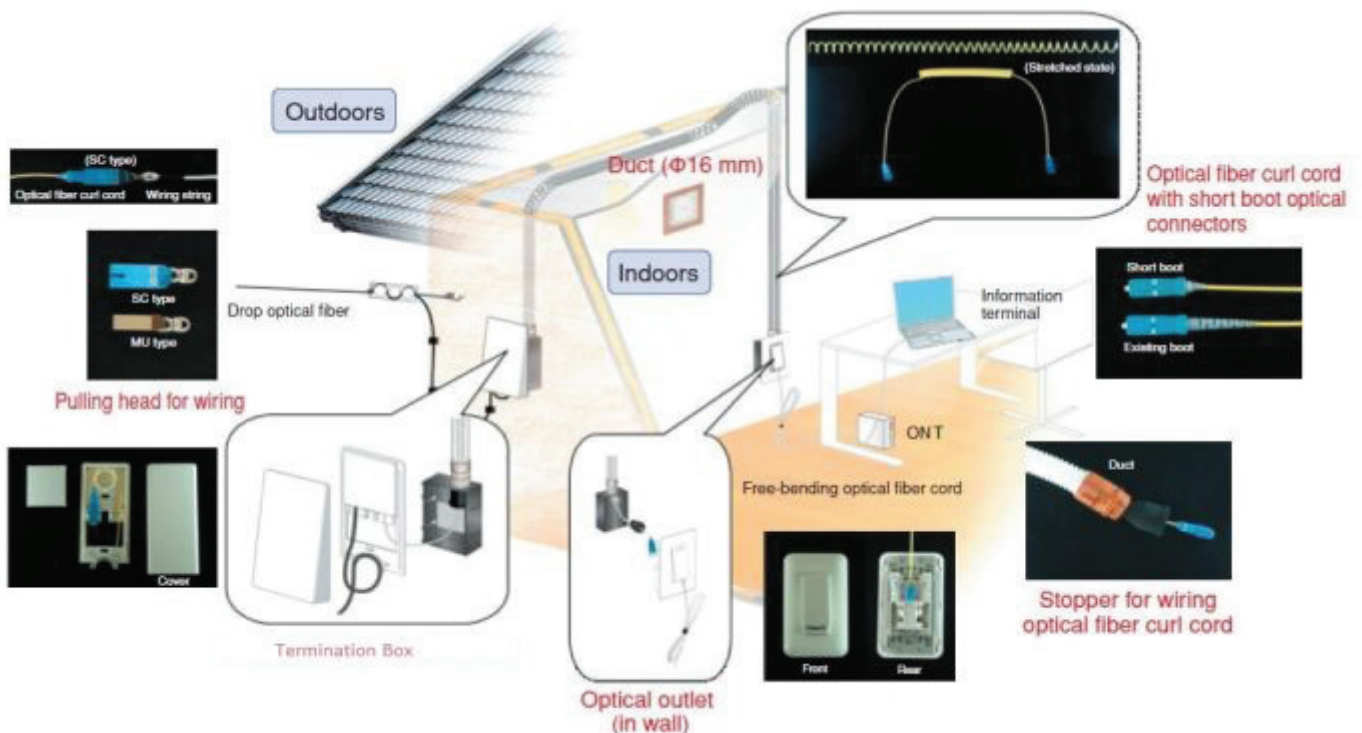 Outdoors
(Stretched state)
(SC type)
Optical fiber curl cord
Wiring string
Duct (Φ16 mm)
Optical fiber curl cord
with short boot optical
connectors
Indoors
SC type
MU type
Drop optical fiber
Information
terminal
Short boot
Existing boot
Pulling head for wiring
ONT
Duct
Free-bending optical fiber cord
Cover
Stopper for wiring
optical fiber curl cord
Termination Box
Front
Rear
Optical outlet
(in wall)